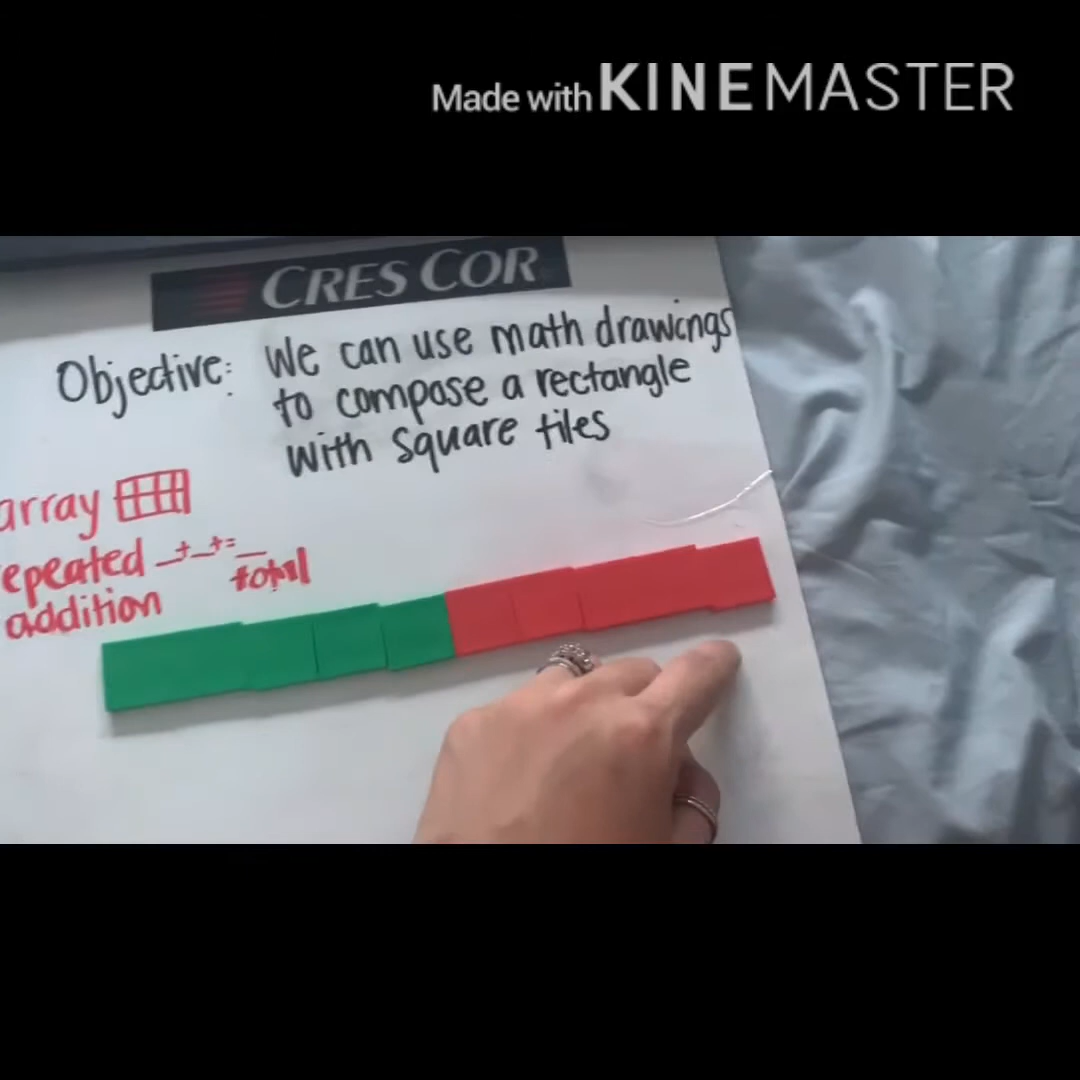 Made with KINEMASTER
CRES COR
Objective: We can use math drawings
to compose a rectangle
with square tiles
array
epeated _+_+=_
total
addition